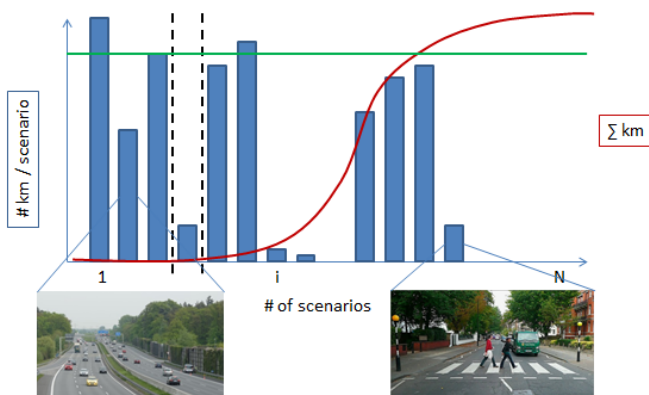 # km / scenario
∑ km
1
i
N
# of scenarios